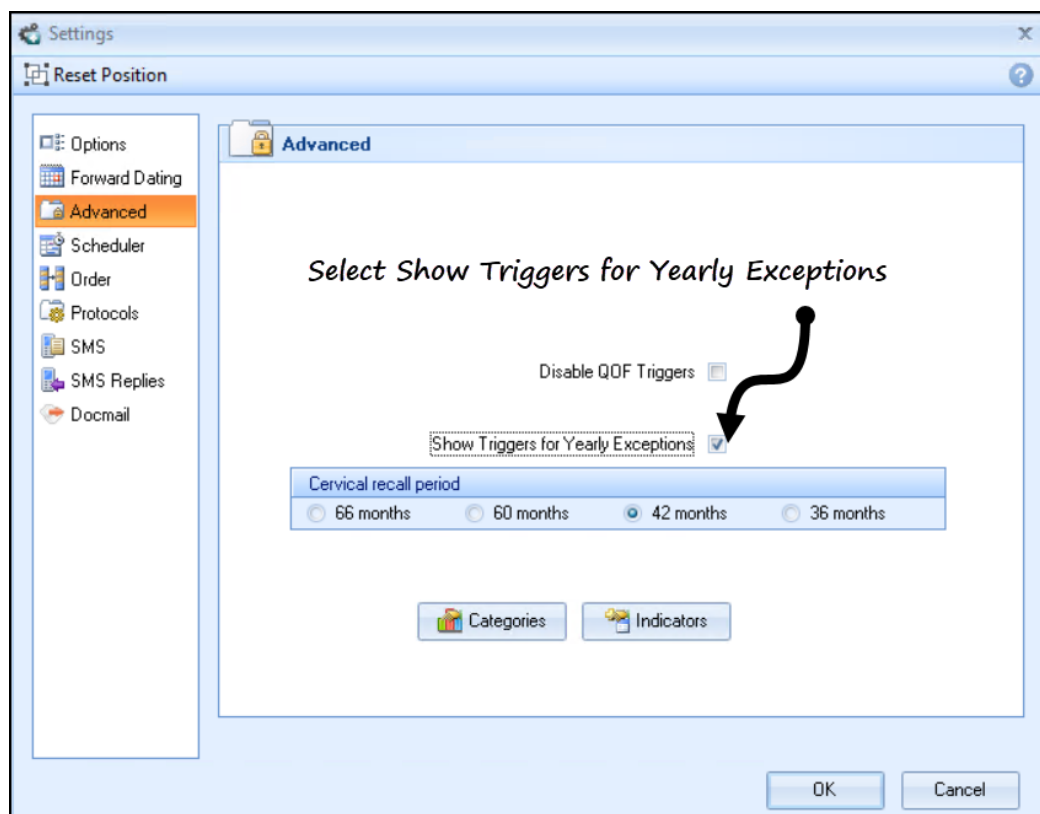 Settings
Reset Position
Options
Forward Dating
Advanced
Scheduler
Order
Protocols
SMS
SMS Replies
Docmail
Advanced
Select Show Triggers for Yearly Exceptions
Disable QOF Triggers
Show Triggers for Yearly Exceptions
Cervical recall period
66 months 60 months 42 months 36 months
Categories Indicators
OK Cancel